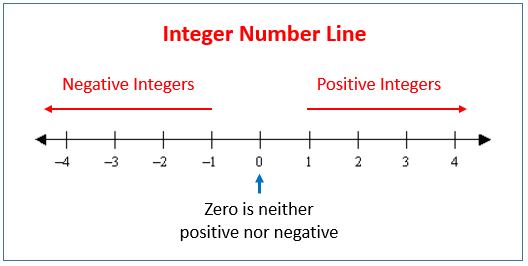 Integer Number Line
Negative Integers Positive Integers
–4 –3 –2 –1 0 1 2 3 4
Zero is neither
positive nor negative